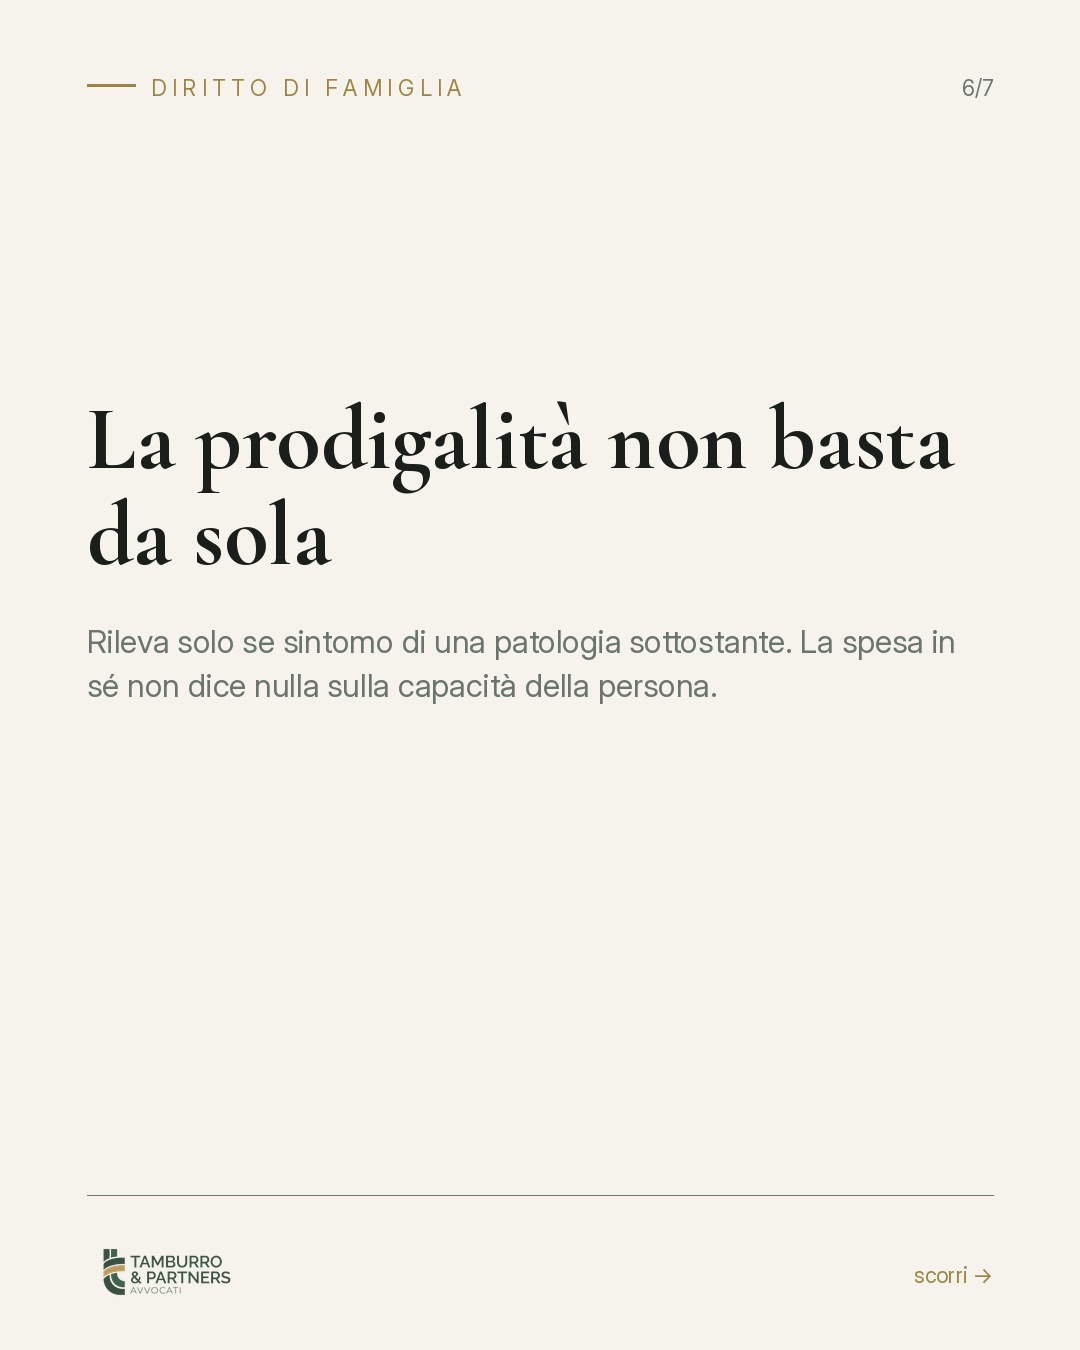 DIRITTO DI FAMIGLIA
6/7
La prodigalità non basta
da sola
Rileva solo se sintomo di una patologia sottostante. La spesa in
sé non dice nulla sulla capacità della persona.
TAMBURRO
& PARTNERS
AVVOCATI
scorri →